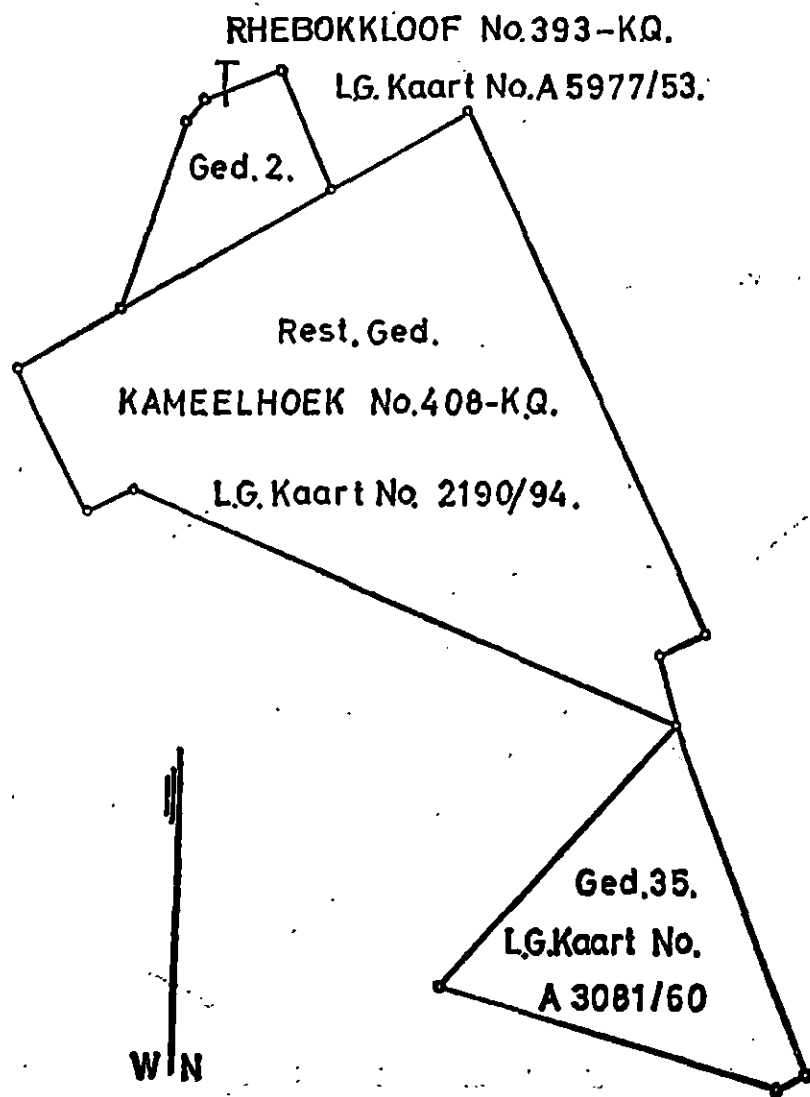 RHEBOKKLOOF No.393-KQ.
T
L.G. Kaart No. A 5977/53.
Ged. 2.
Rest. Ged.
KAMEELHOEK No.408-K.Q.
L.G. Kaart No. 2190/94.
Ged.35.
L.G.Kaart No.
A 3081/60
W N